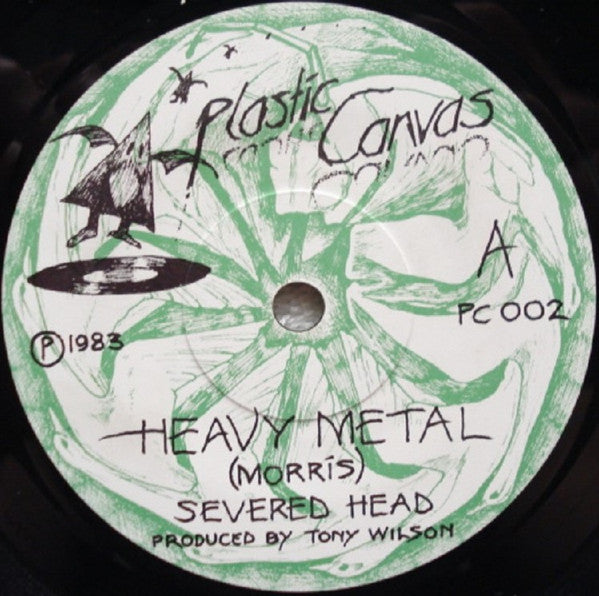 Plastic Canvas
A
PC 002
Ⓟ 1983
HEAVY METAL
(MORRIS)
SEVERED HEAD
PRODUCED BY TONY WILSON